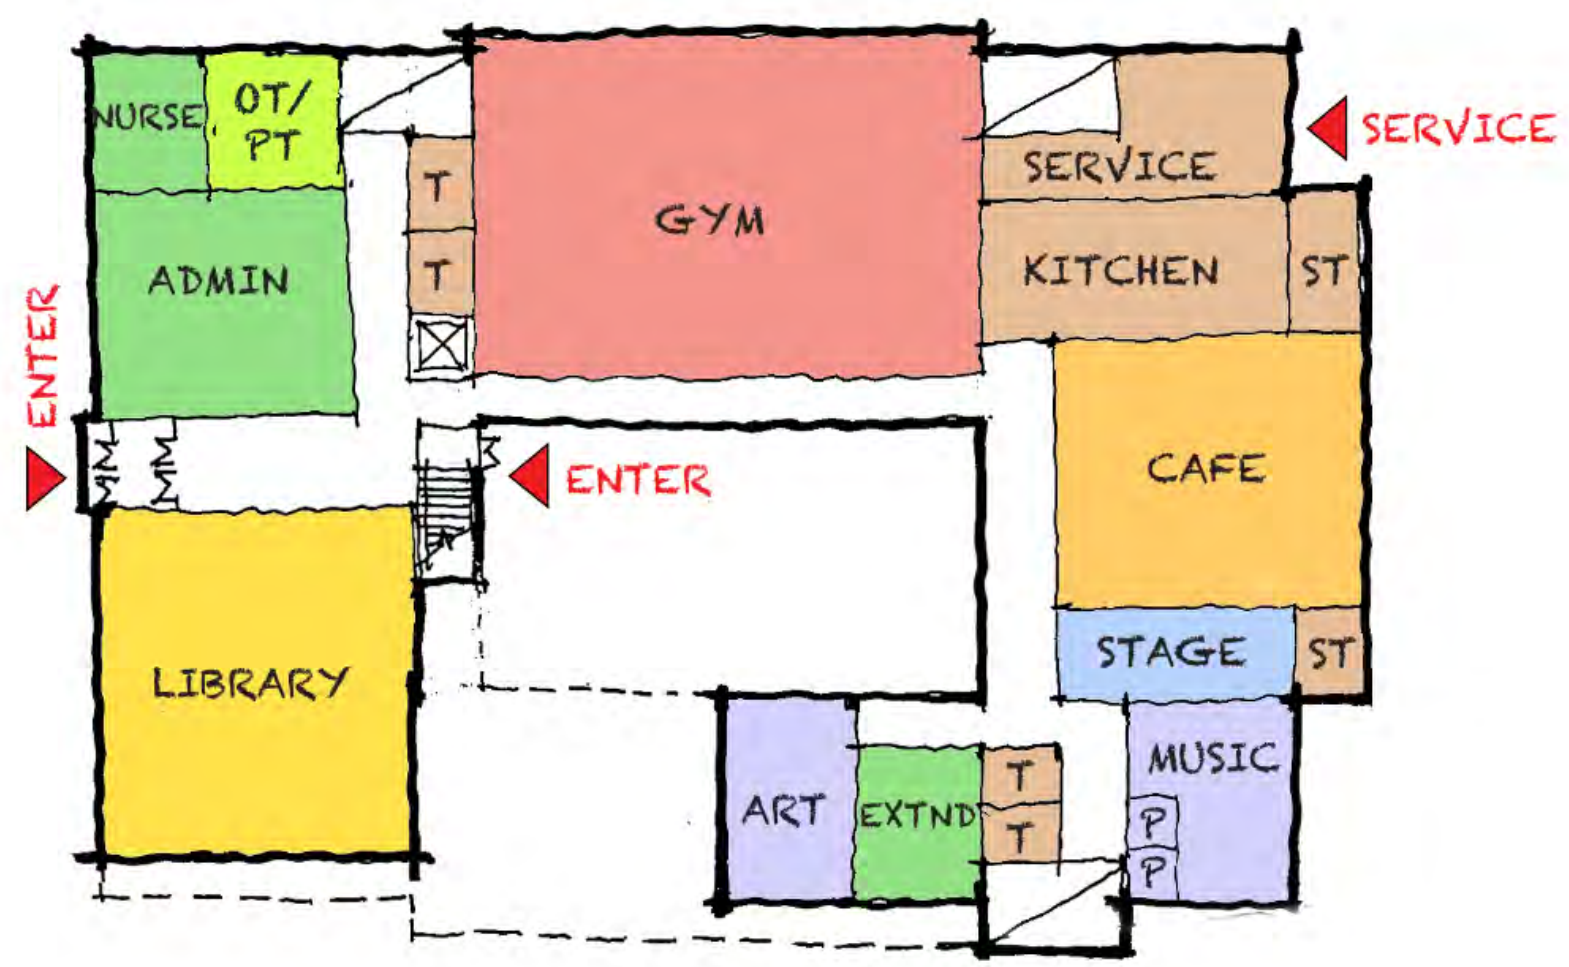 NURSE
OT/
PT
T
GYM
SERVICE
SERVICE
ADMIN
T
KITCHEN
ST
ENTER
CAFE
ENTER
LIBRARY
STAGE
ST
ART
EXTND
T
T
MUSIC
P
P